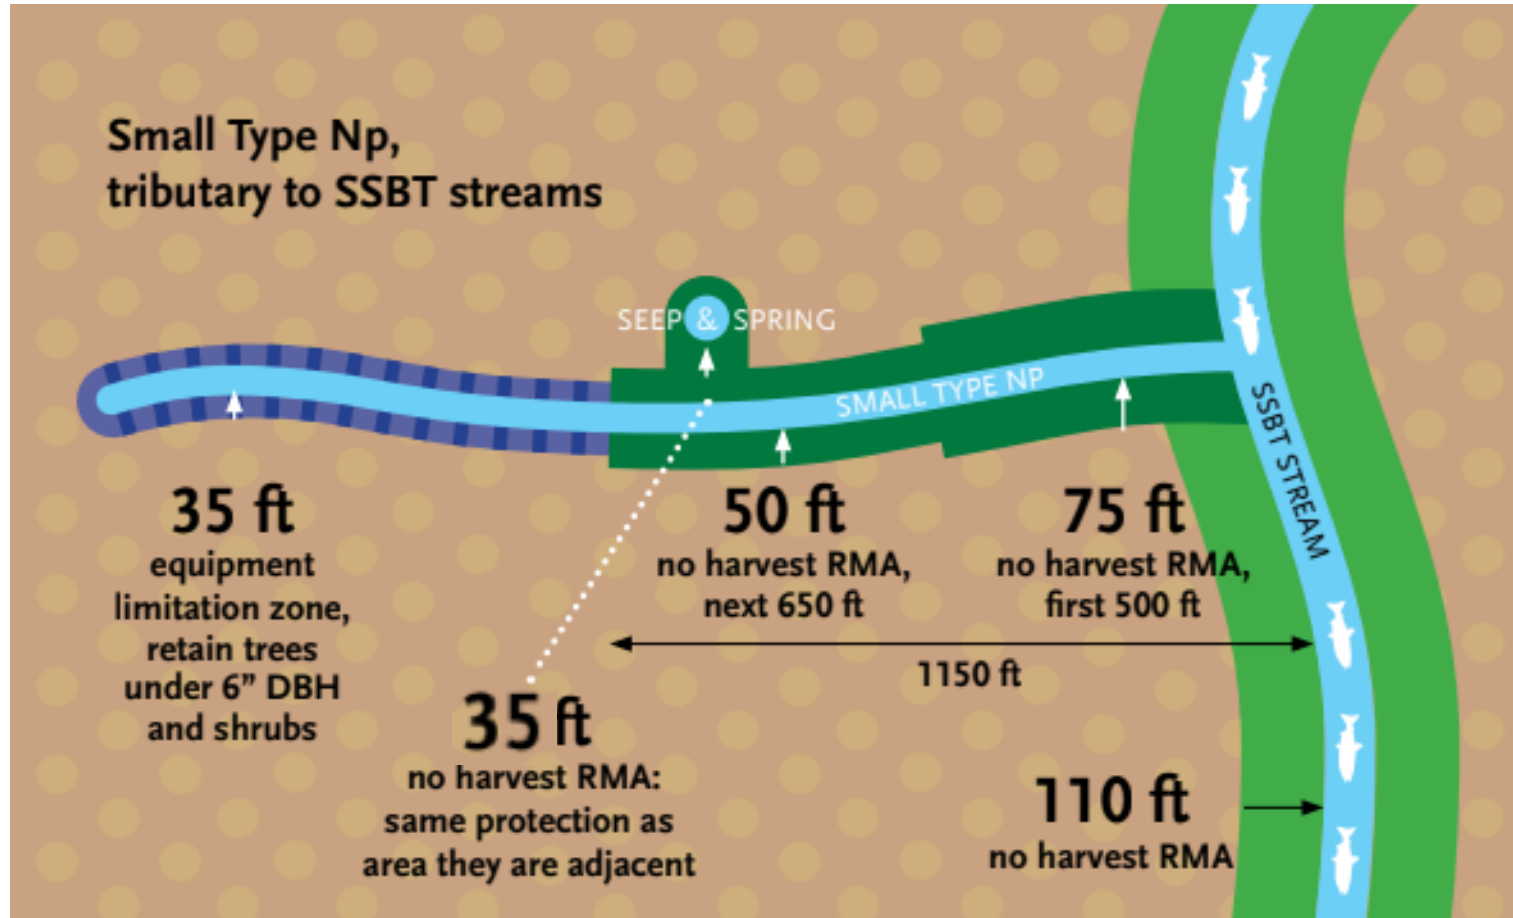 Small Type Np,
tributary to SSBT streams
SEEP & SPRING
SMALL TYPE NP
SSBT STREAM
35 ft
equipment
limitation zone,
retain trees
under 6” DBH
and shrubs
50 ft
no harvest RMA,
next 650 ft
75 ft
no harvest RMA,
first 500 ft
1150 ft
35 ft
no harvest RMA:
same protection as
area they are adjacent
110 ft
no harvest RMA